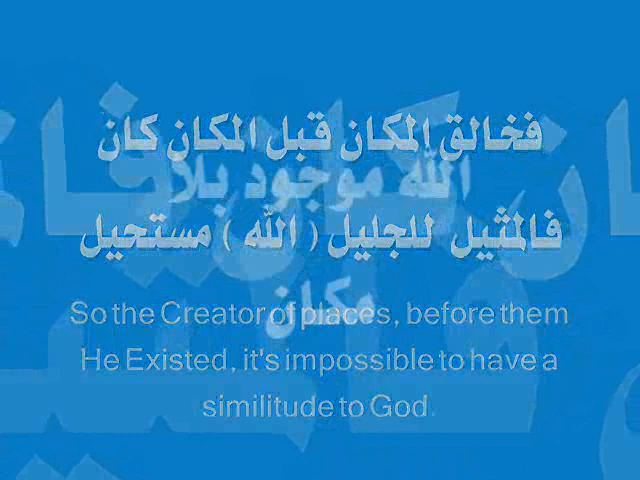 فخالق المكان قبل المكان كان
الله موجود بلا
فالمثيل للجليل ( الله ) مستحيل
مكان
So the Creator of places, before them
He Existed, it's impossible to have a
similitude to God.